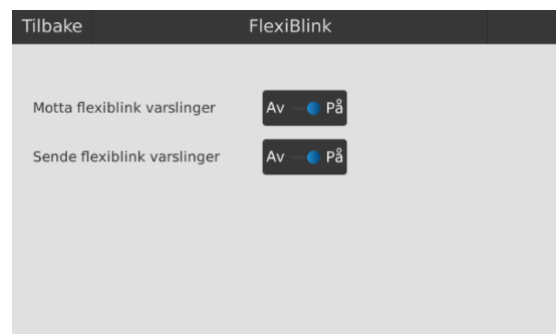 Tilbake FlexiBlink
Motta flexiblink varslinger Av På
Sende flexiblink varslinger Av På